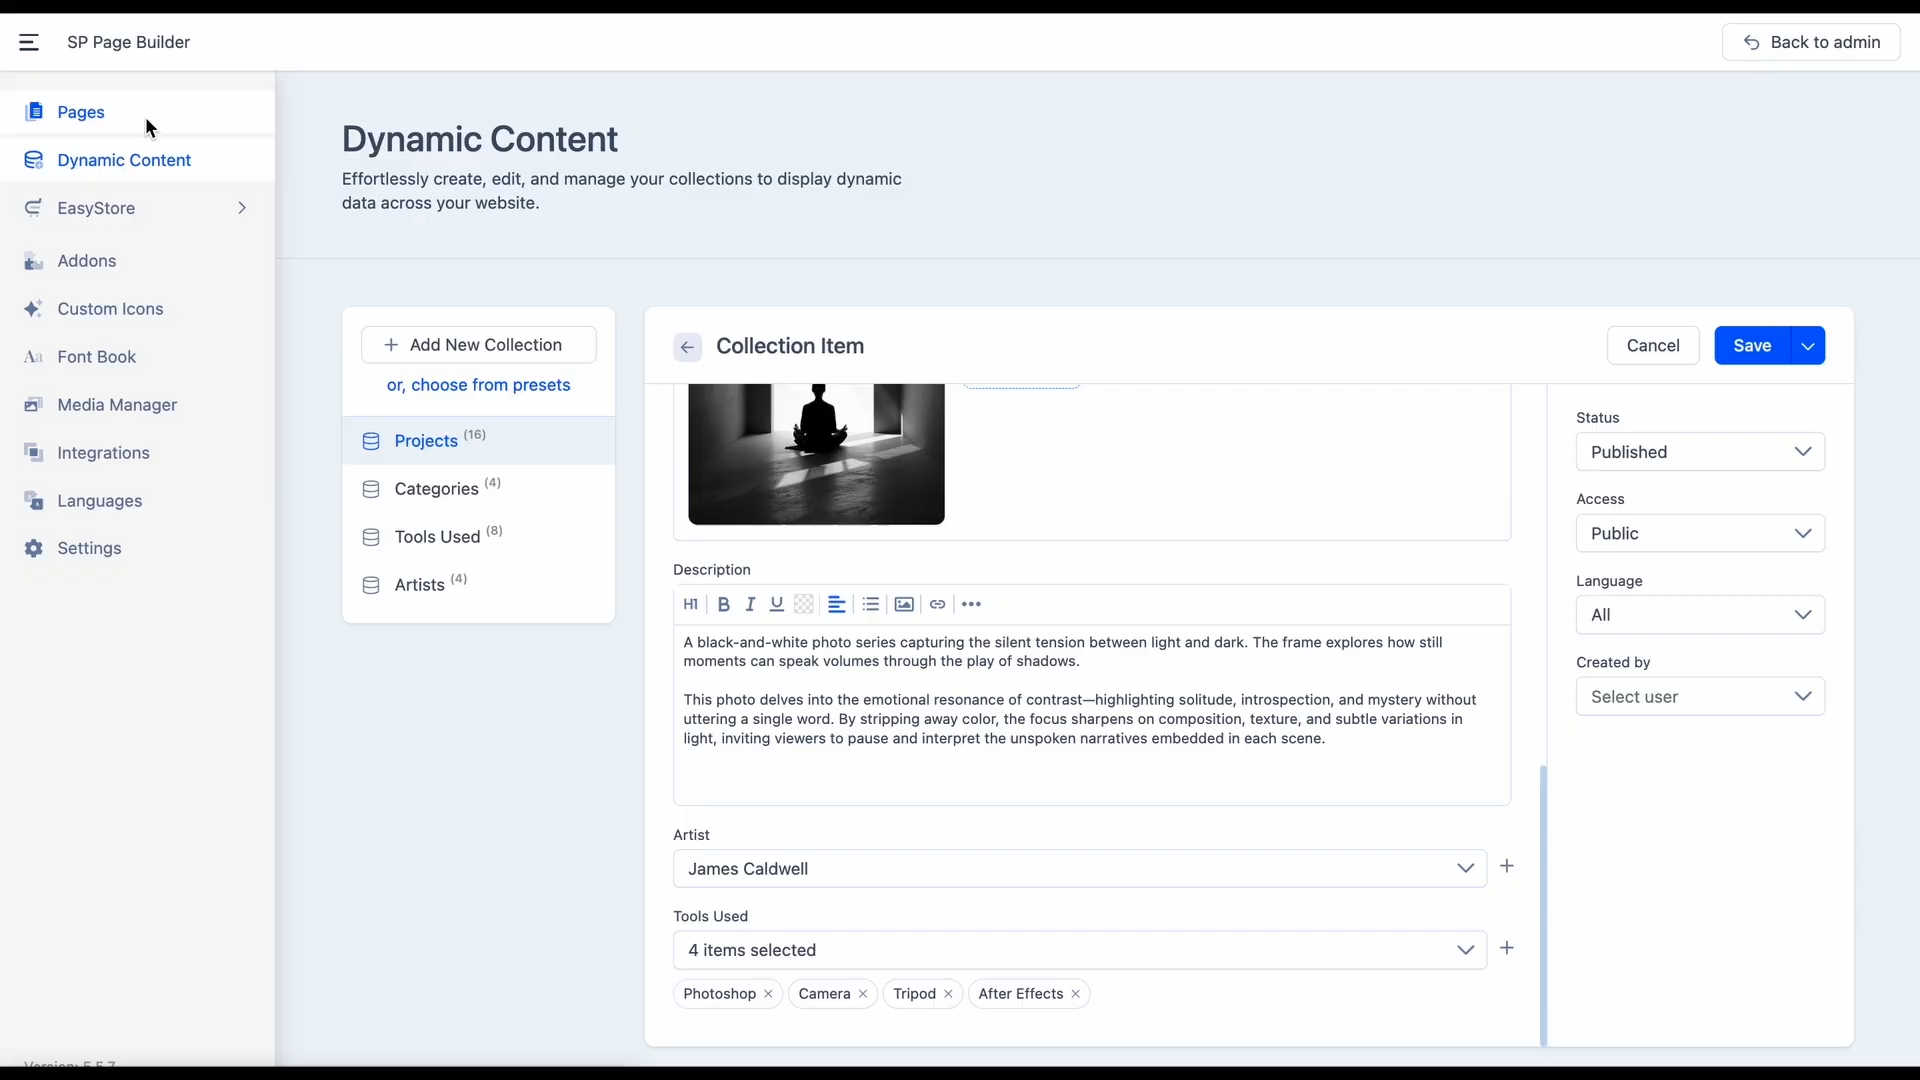 SP Page Builder
Back to admin
Pages
Dynamic Content
EasyStore
Addons
Custom Icons
Font Book
Media Manager
Integrations
Languages
Settings
Version: 5.5.7
Dynamic Content
Effortlessly create, edit, and manage your collections to display dynamic
data across your website.
+ Add New Collection
or, choose from presets
Projects (16)
Categories (4)
Tools Used (8)
Artists (4)
Collection Item
Cancel
Save
Description
H1 B I U
A black-and-white photo series capturing the silent tension between light and dark. The frame explores how still
moments can speak volumes through the play of shadows.
This photo delves into the emotional resonance of contrast—highlighting solitude, introspection, and mystery without
uttering a single word. By stripping away color, the focus sharpens on composition, texture, and subtle variations in
light, inviting viewers to pause and interpret the unspoken narratives embedded in each scene.
Artist
James Caldwell
Tools Used
4 items selected
Photoshop × Camera × Tripod × After Effects ×
Status
Published
Access
Public
Language
All
Created by
Select user